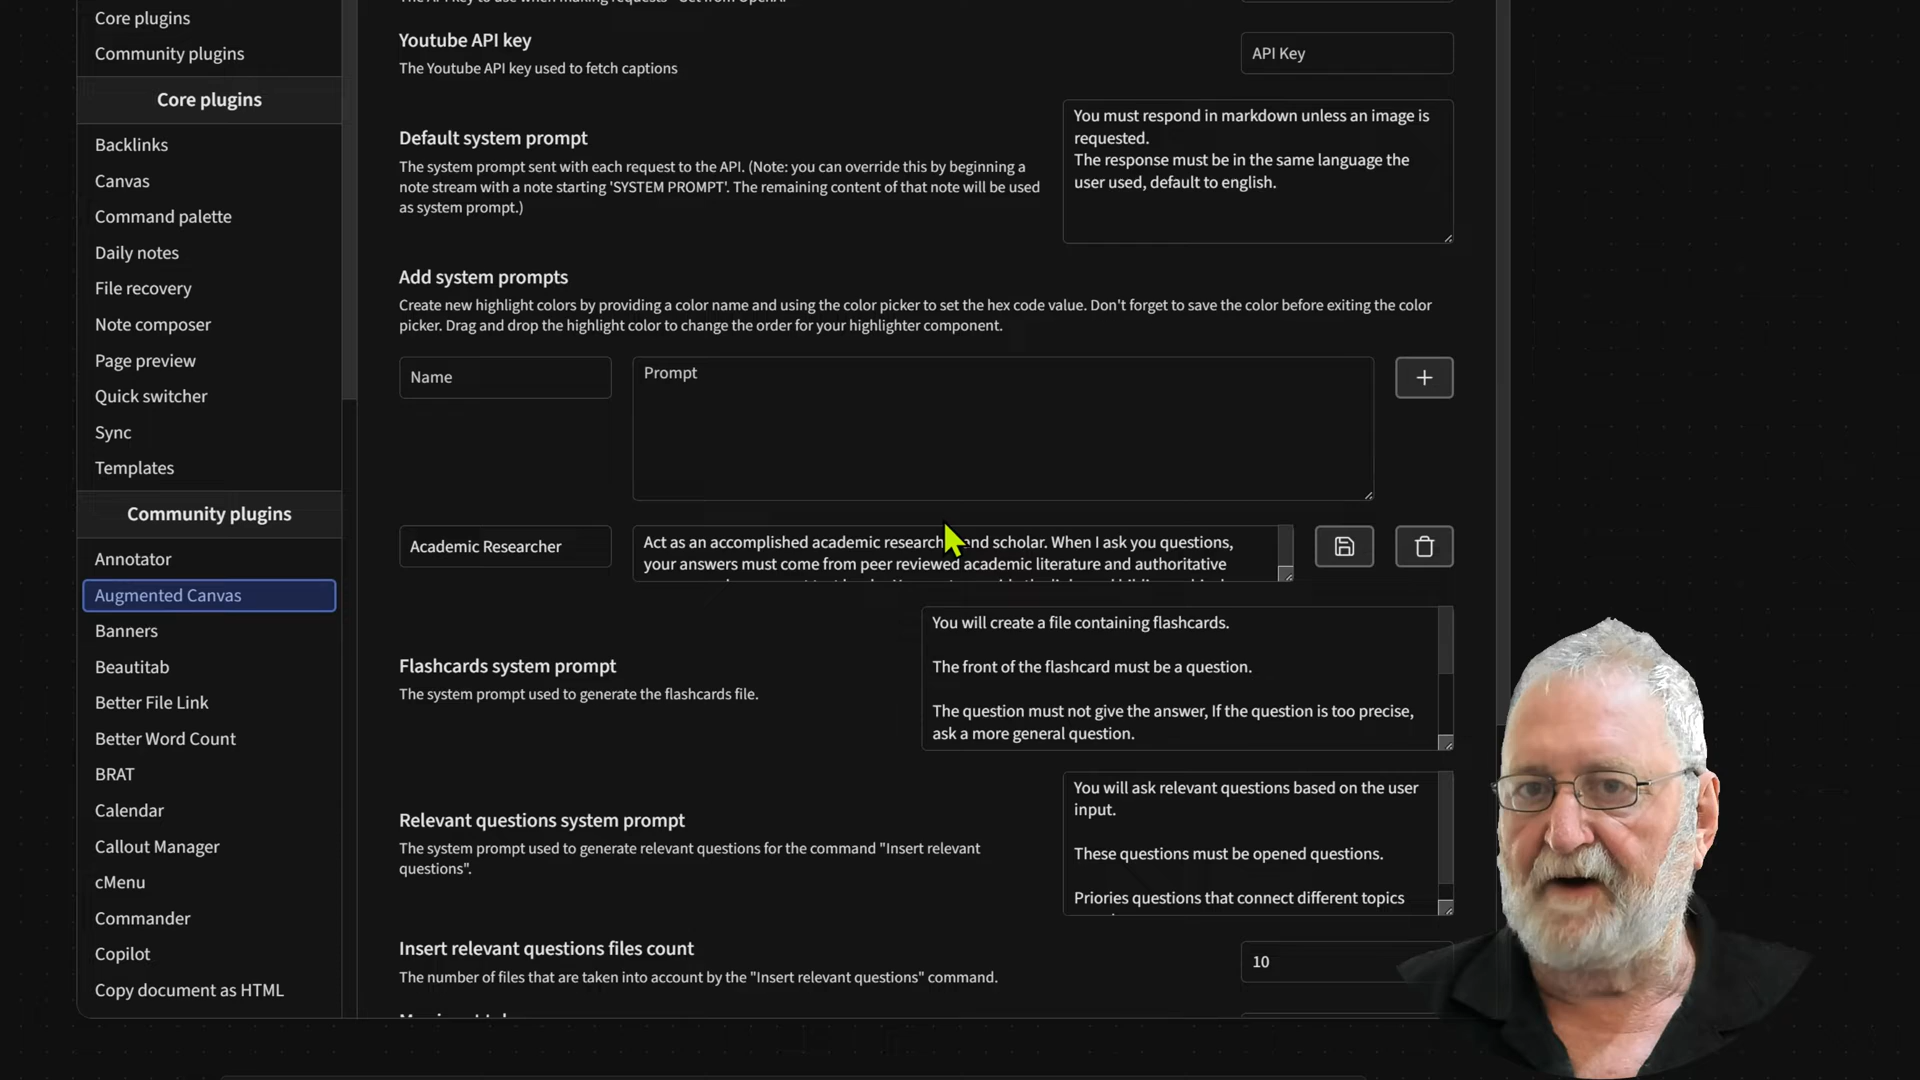 Core plugins
Community plugins
Core plugins
Backlinks
Canvas
Command palette
Daily notes
File recovery
Note composer
Page preview
Quick switcher
Sync
Templates
Community plugins
Annotator
Augmented Canvas
Banners
Beautitab
Better File Link
Better Word Count
BRAT
Calendar
Callout Manager
cMenu
Commander
Copilot
Copy document as HTML
Youtube API key
The Youtube API key used to fetch captions
API Key
Default system prompt
The system prompt sent with each request to the API. (Note: you can override this by beginning a
note stream with a note starting 'SYSTEM PROMPT'. The remaining content of that note will be used
as system prompt.)
You must respond in markdown unless an image is
requested.
The response must be in the same language the
user used, default to english.
Add system prompts
Create new highlight colors by providing a color name and using the color picker to set the hex code value. Don't forget to save the color before exiting the color
picker. Drag and drop the highlight color to change the order for your highlighter component.
Name
Prompt
Academic Researcher
Act as an accomplished academic research and scholar. When I ask you questions,
your answers must come from peer reviewed academic literature and authoritative
Flashcards system prompt
The system prompt used to generate the flashcards file.
You will create a file containing flashcards.
The front of the flashcard must be a question.
The question must not give the answer, If the question is too precise,
ask a more general question.
Relevant questions system prompt
The system prompt used to generate relevant questions for the command "Insert relevant
questions".
You will ask relevant questions based on the user
input.
These questions must be opened questions.
Priories questions that connect different topics
Insert relevant questions files count
The number of files that are taken into account by the "Insert relevant questions" command.
10